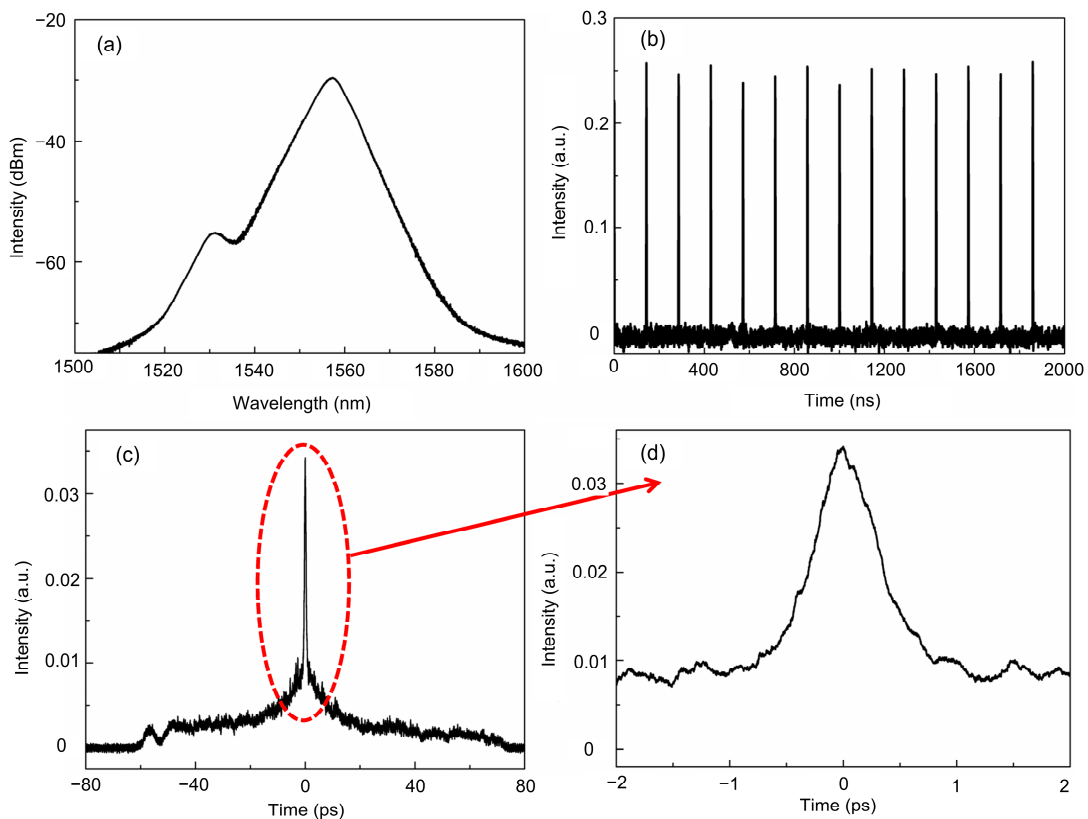 (a)
−20
−40
−60
Intensity (dBm)
1500 1520 1540 1560 1580 1600
Wavelength (nm)
(b)
0.3
0.2
0.1
0
Intensity (a.u.)
0 400 800 1200 1600 2000
Time (ns)
(c)
0.03
0.02
0.01
0
Intensity (a.u.)
−80 −40 0 40 80
Time (ps)
(d)
0.03
0.02
0.01
0
Intensity (a.u.)
−2 −1 0 1 2
Time (ps)